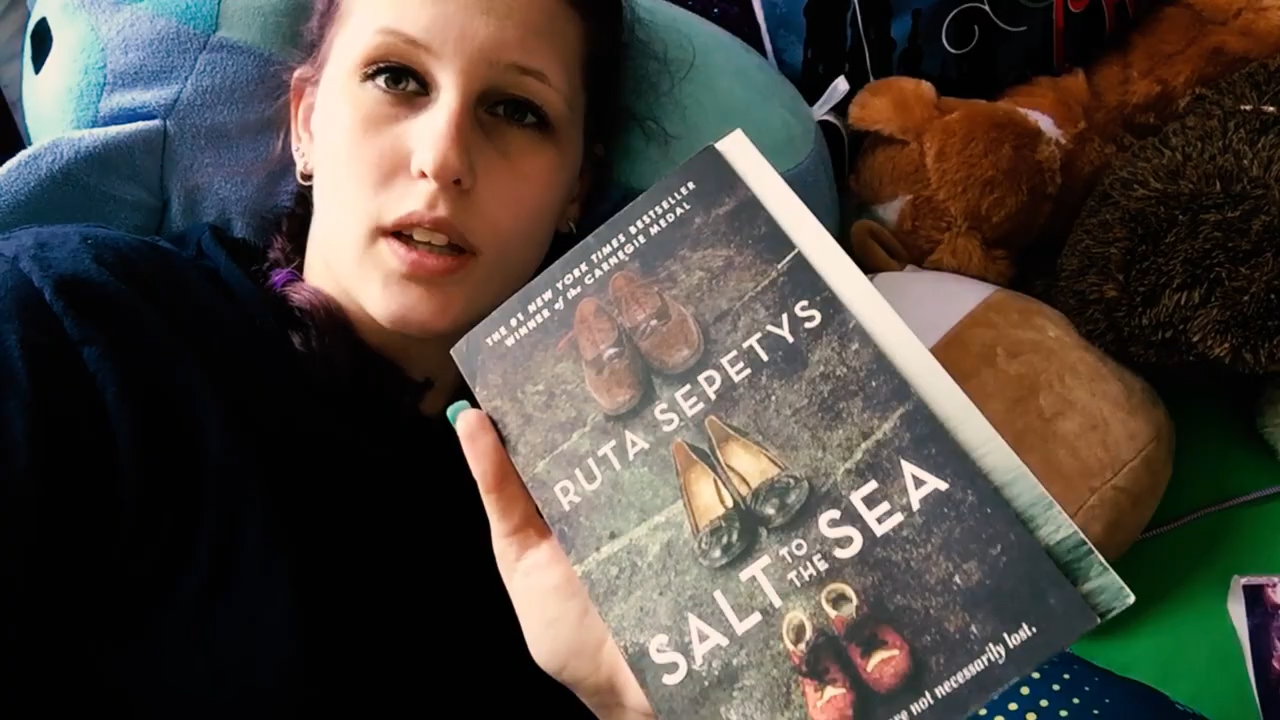 THE #1 NEW YORK TIMES BESTSELLER
WINNER of the CARNEGIE MEDAL
RUTA SEPETYS
SALT
TO
THE
SEA
not necessarily lost.